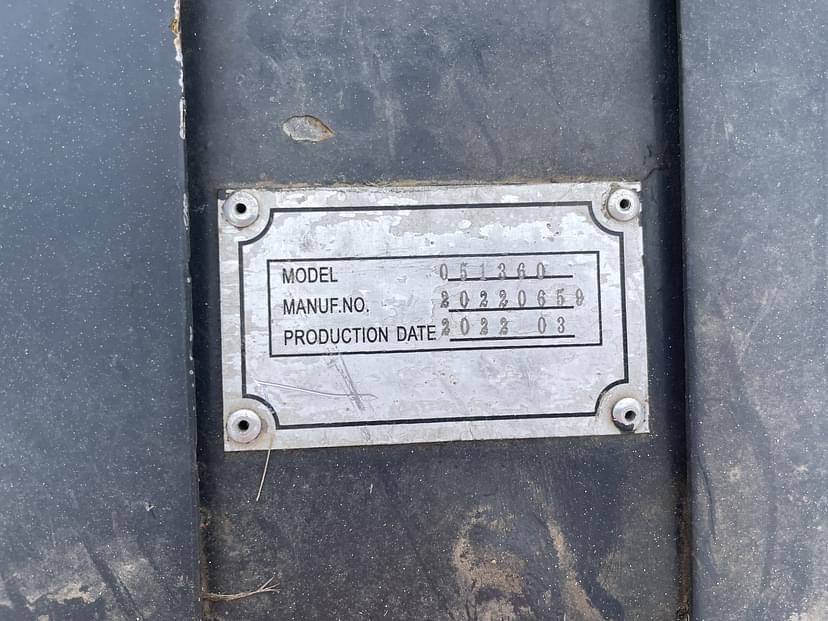 MODEL 051360
MANUF.NO. 20220659
PRODUCTION DATE 2022 03